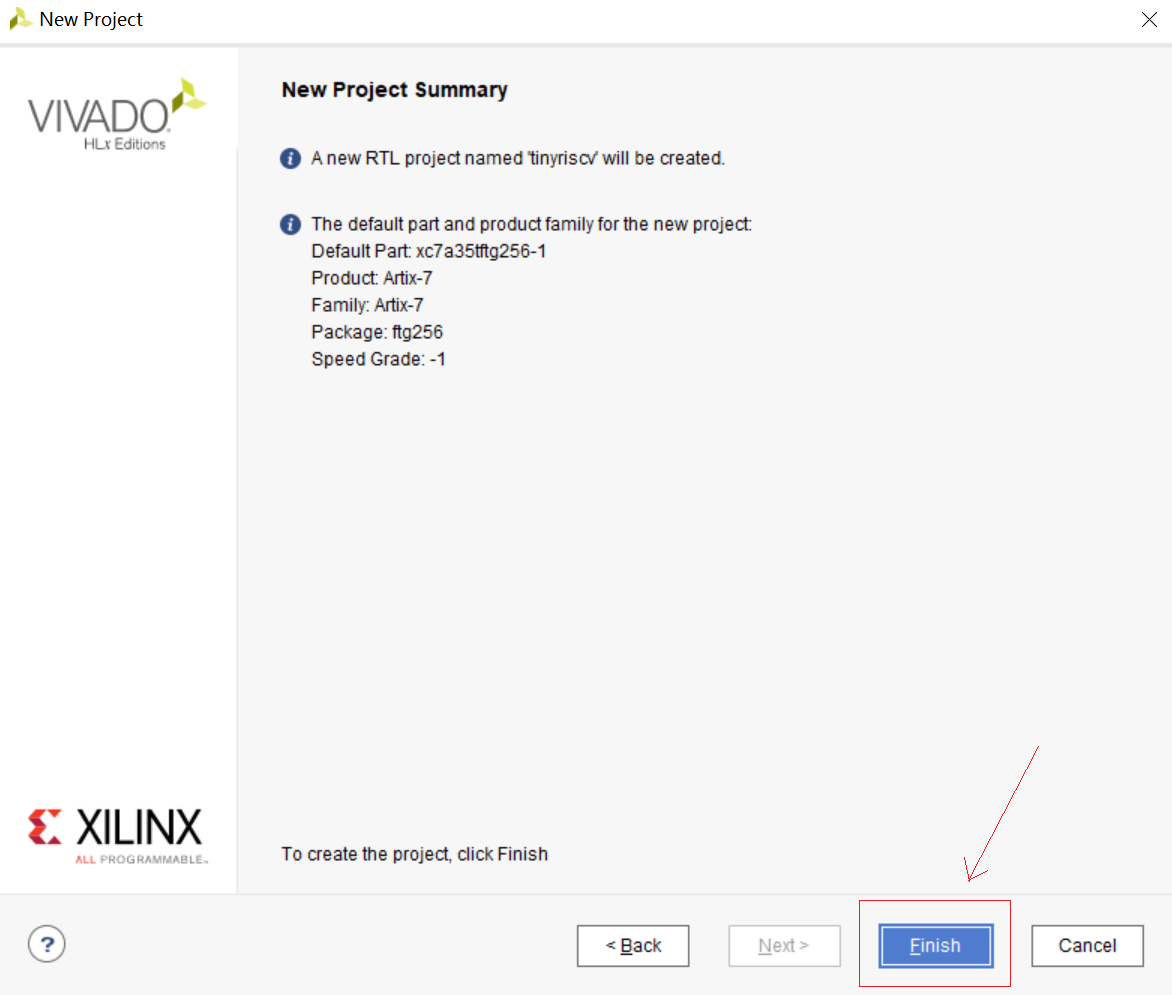 New Project
VIVADO
HLx Editions
New Project Summary
A new RTL project named 'tinyriscv' will be created.
The default part and product family for the new project:
Default Part: xc7a35tftg256-1
Product: Artix-7
Family: Artix-7
Package: ftg256
Speed Grade: -1
XILINX
ALL PROGRAMMABLE™
To create the project, click Finish
?
< Back
Next >
Finish
Cancel